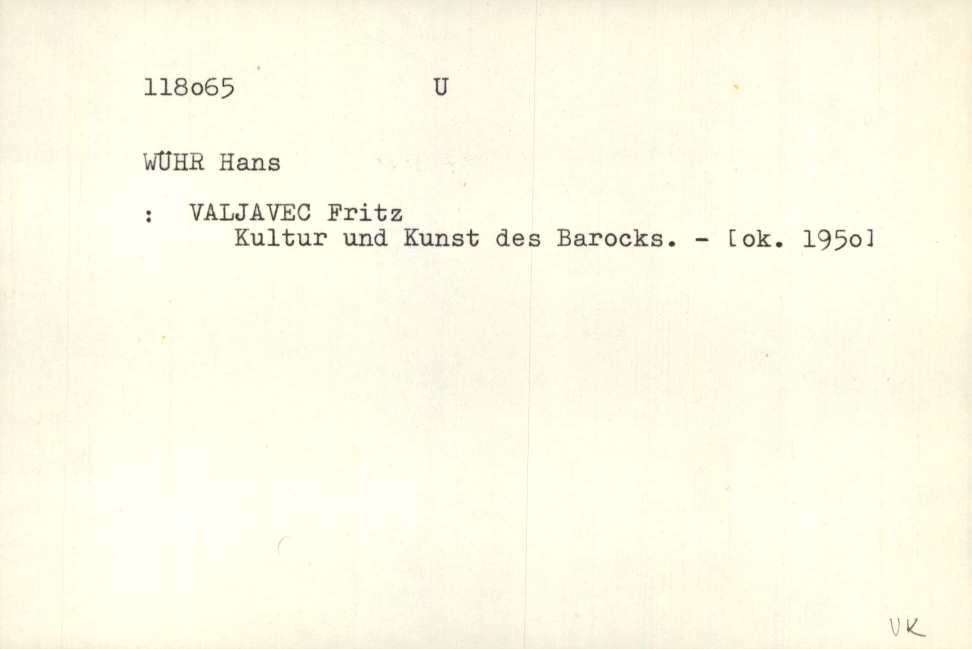 118o65 U
WÜHR Hans
: VALJAVEC Fritz
Kultur und Kunst des Barocks. - [ok. 195o]
VK